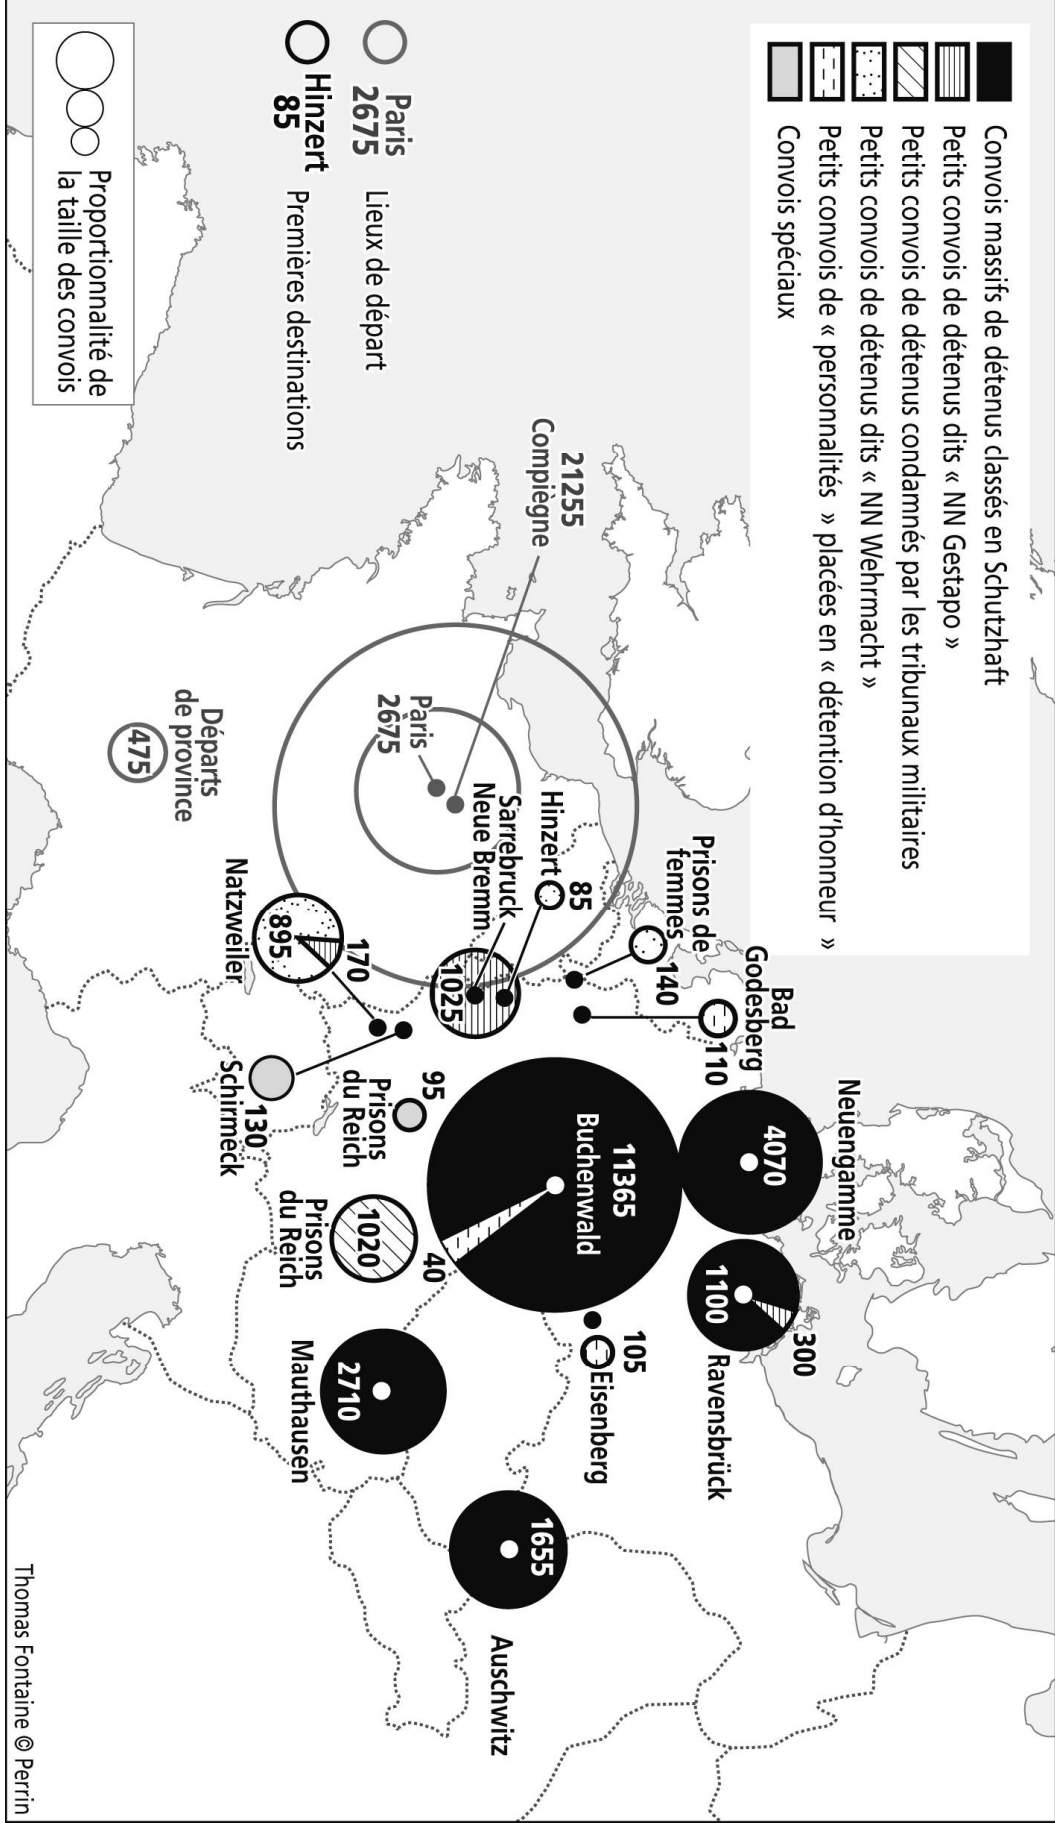 Convois massifs de détenus classés en Schutzhaft
Petits convois de détenus dits « NN Gestapo »
Petits convois de détenus condamnés par les tribunaux militaires
Petits convois de détenus dits « NN Wehrmacht »
Petits convois de « personnalités » placées en « détention d'honneur »
Convois spéciaux
Paris
2675
Lieux de départ
Hinzert
85
Premières destinations
Proportionnalité de
la taille des convois
21255
Compiègne
Paris
2675
Départs
de province
475
Prisons de
femmes
140
Bad
Godesberg
110
Hinzert
85
Sarrebruck
Neue Bremm
1025
Natzweiler
895
170
Schirmeck
130
95
Prisons
du Reich
Neuengamme
4070
11365
Buchenwald
40
1020
Prisons
du Reich
1100
300
Ravensbrück
105
Eisenberg
2710
Mauthausen
1655
Auschwitz
Thomas Fontaine © Perrin